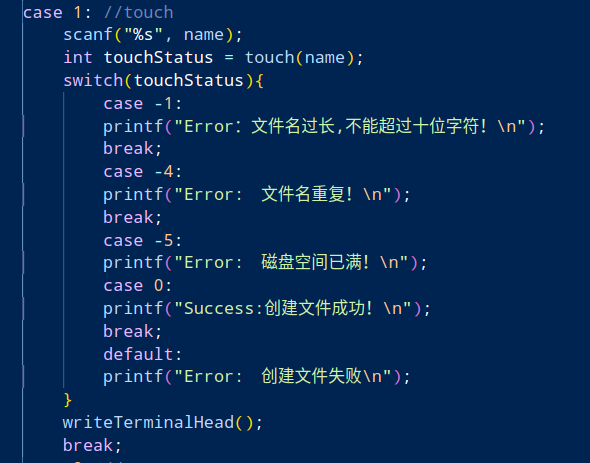 case 1: //touch
scanf("%s", name);
int touchStatus = touch(name);
switch(touchStatus){
case -1:
printf("Error：文件名过长,不能超过十位字符！\n");
break;
case -4:
printf("Error： 文件名重复！\n");
break;
case -5:
printf("Error： 磁盘空间已满！\n");
case 0:
printf("Success:创建文件成功！\n");
break;
default:
printf("Error： 创建文件失败\n");
}
writeTerminalHead();
break;